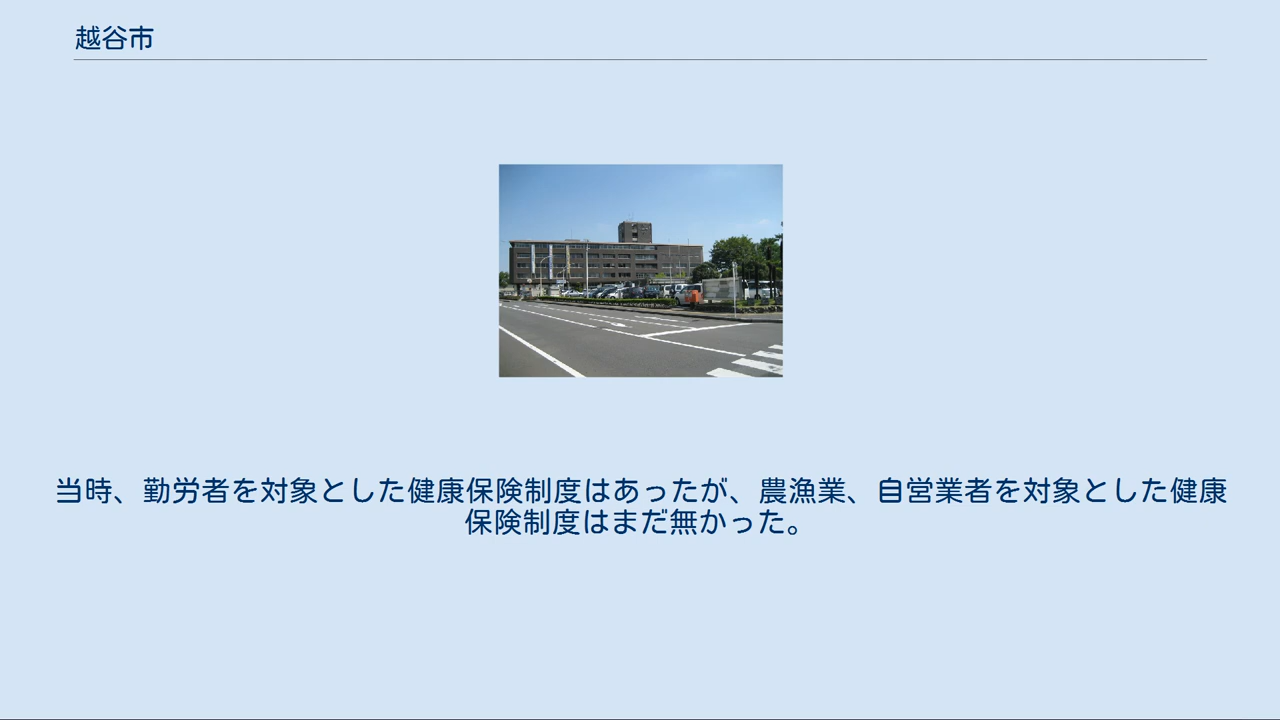 越谷市
当時、勤労者を対象とした健康保険制度はあったが、農漁業、自営業者を対象とした健康
保険制度はまだ無かった。